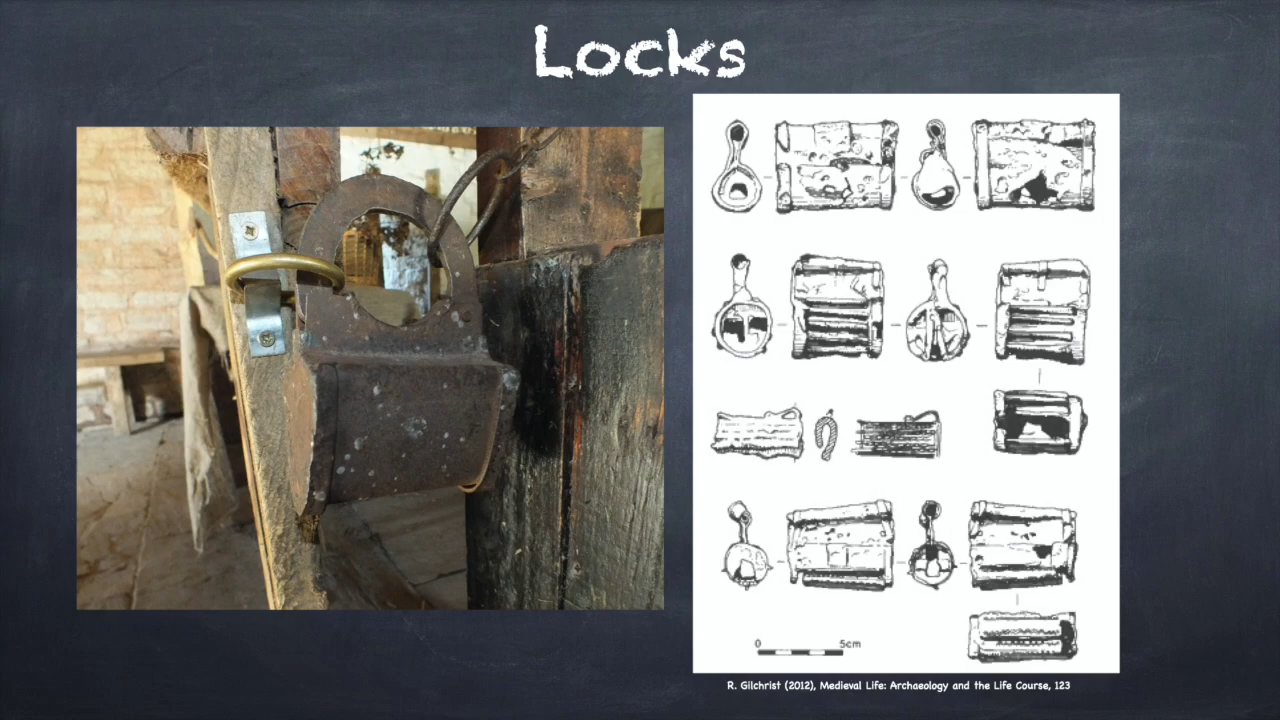 Locks
0 5cm
R. Gilchrist (2012), Medieval Life: Archaeology and the Life Course, 123